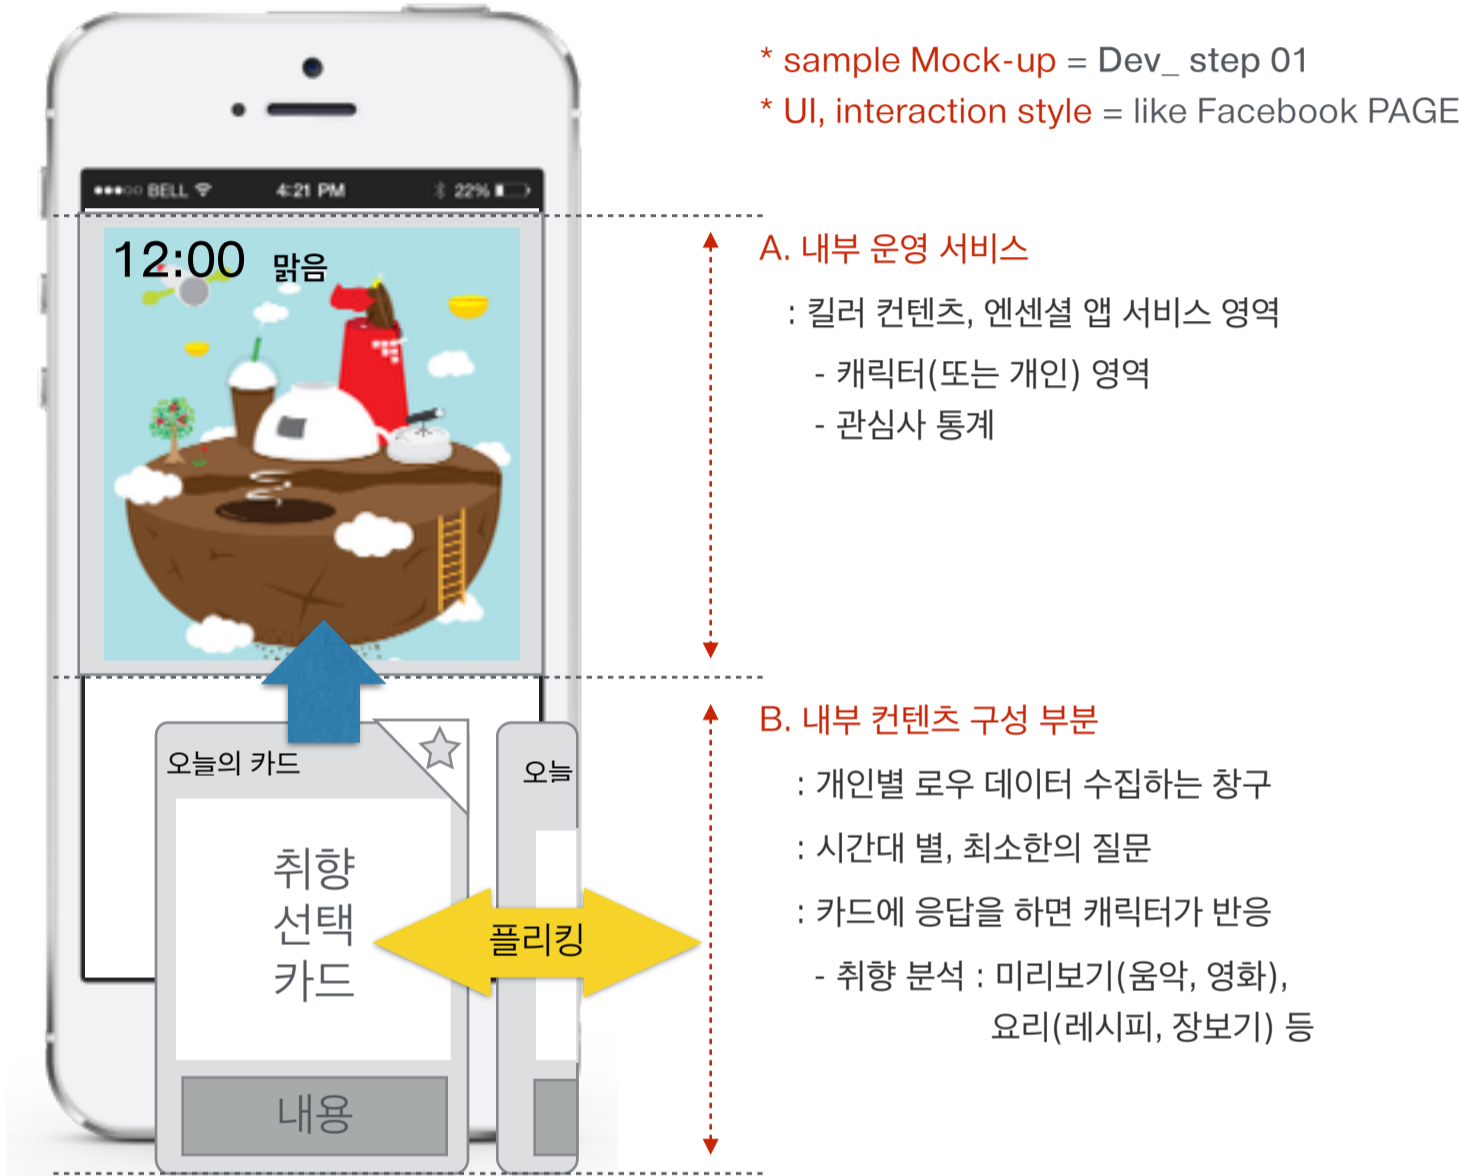 * sample Mock-up = Dev_ step 01
* UI, interaction style = like Facebook PAGE
BELL 4:21 PM 22%
12:00 맑음
A. 내부 운영 서비스
: 킬러 컨텐츠, 엔센셜 앱 서비스 영역
- 캐릭터(또는 개인) 영역
- 관심사 통계
B. 내부 컨텐츠 구성 부분
: 개인별 로우 데이터 수집하는 창구
: 시간대 별, 최소한의 질문
: 카드에 응답을 하면 캐릭터가 반응
- 취향 분석 : 미리보기(움악, 영화),
요리(레시피, 장보기) 등
오늘의 카드
오늘
취향
선택
카드
플리킹
내용